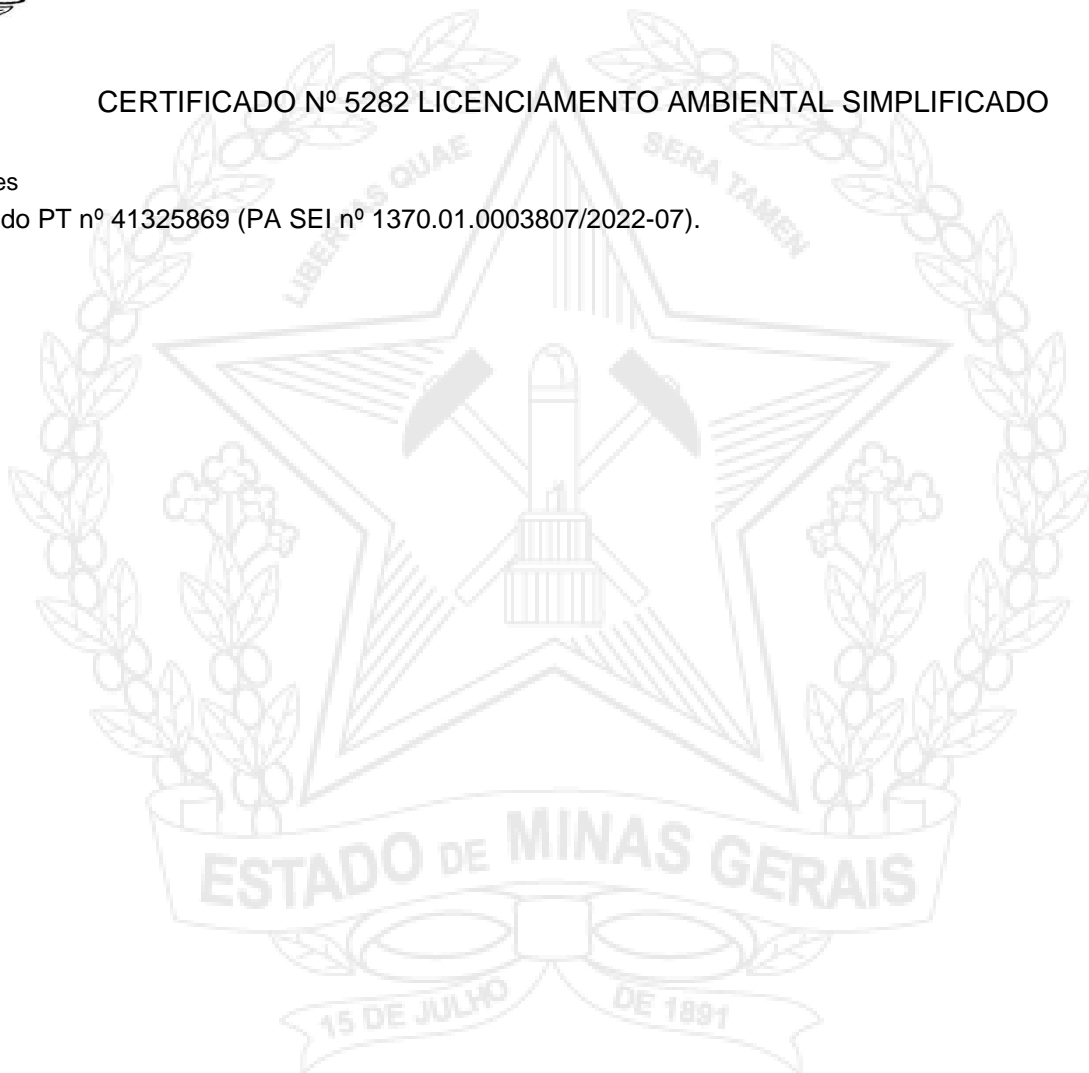 CERTIFICADO Nº 5282 LICENCIAMENTO AMBIENTAL SIMPLIFICADO
es
do PT nº 41325869 (PA SEI nº 1370.01.0003807/2022-07).
LIBERTAS QUAE SERA TAMEN
ESTADO DE MINAS GERAIS
15 DE JULHO DE 1891